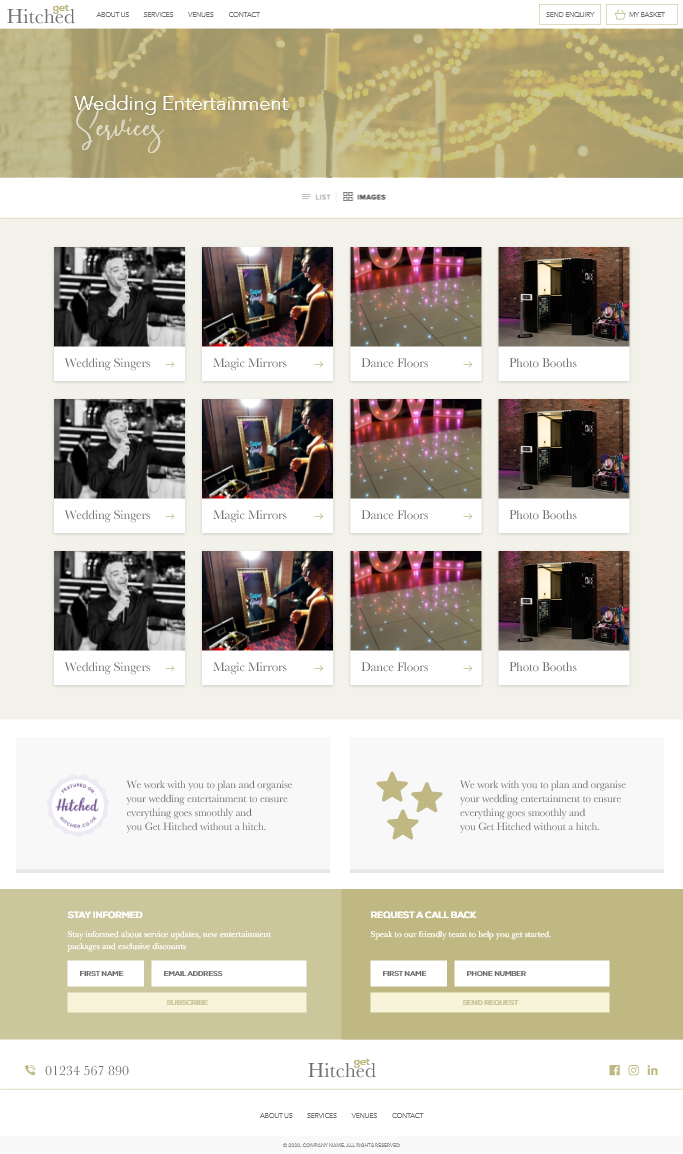 get
Hitched
ABOUT US SERVICES VENUES CONTACT
SEND ENQUIRY MY BASKET
Wedding Entertainment
Services
LIST IMAGES
Wedding Singers Magic Mirrors Dance Floors Photo Booths
Wedding Singers Magic Mirrors Dance Floors Photo Booths
Wedding Singers Magic Mirrors Dance Floors Photo Booths
FEATURED ON
Hitched
HITCHED.CO.UK
We work with you to plan and organise
your wedding entertainment to ensure
everything goes smoothly and
you Get Hitched without a hitch.
We work with you to plan and organise
your wedding entertainment to ensure
everything goes smoothly and
you Get Hitched without a hitch.
STAY INFORMED
Stay informed about service updates, new entertainment
packages and exclusive discounts
FIRST NAME EMAIL ADDRESS
SUBSCRIBE
REQUEST A CALL BACK
Speak to our friendly team to help you get started.
FIRST NAME PHONE NUMBER
SEND REQUEST
01234 567 890
get
Hitched
ABOUT US SERVICES VENUES CONTACT
© 2020. COMPANY NAME. ALL RIGHTS RESERVED